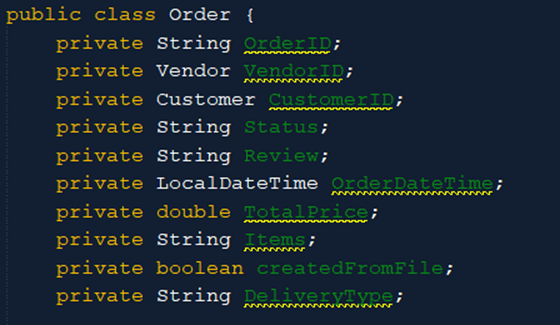 public class Order {
private String OrderID;
private Vendor VendorID;
private Customer CustomerID;
private String Status;
private String Review;
private LocalDateTime OrderDateTime;
private double TotalPrice;
private String Items;
private boolean createdFromFile;
private String DeliveryType;